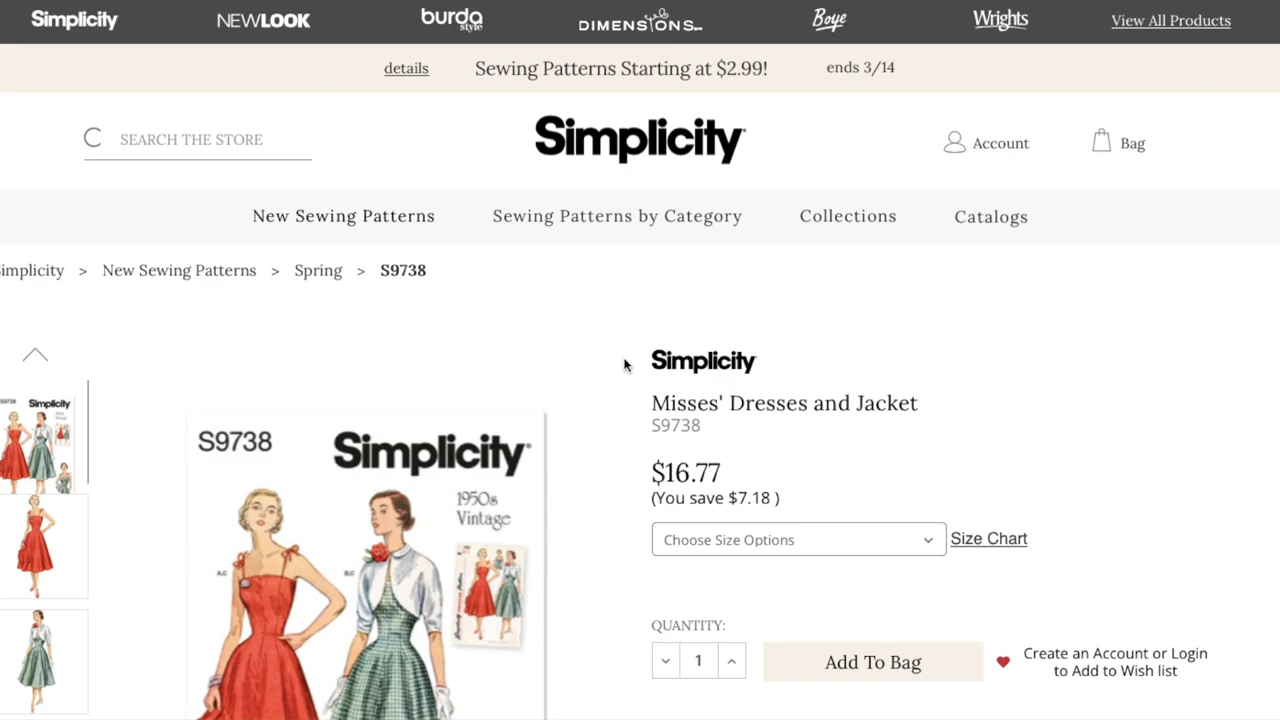 Simplicity
NEWLOOK
burda style
DIMENSIONS
Boye
Wrights
View All Products
details
Sewing Patterns Starting at $2.99!
ends 3/14
SEARCH THE STORE
Simplicity
Account
Bag
New Sewing Patterns
Sewing Patterns by Category
Collections
Catalogs
implicity > New Sewing Patterns > Spring > S9738
Simplicity
Misses' Dresses and Jacket
S9738
$16.77
(You save $7.18 )
Choose Size Options
Size Chart
QUANTITY:
1
Add To Bag
Create an Account or Login
to Add to Wish list
S9738
Simplicity
1950s
Vintage
S9738
Simplicity